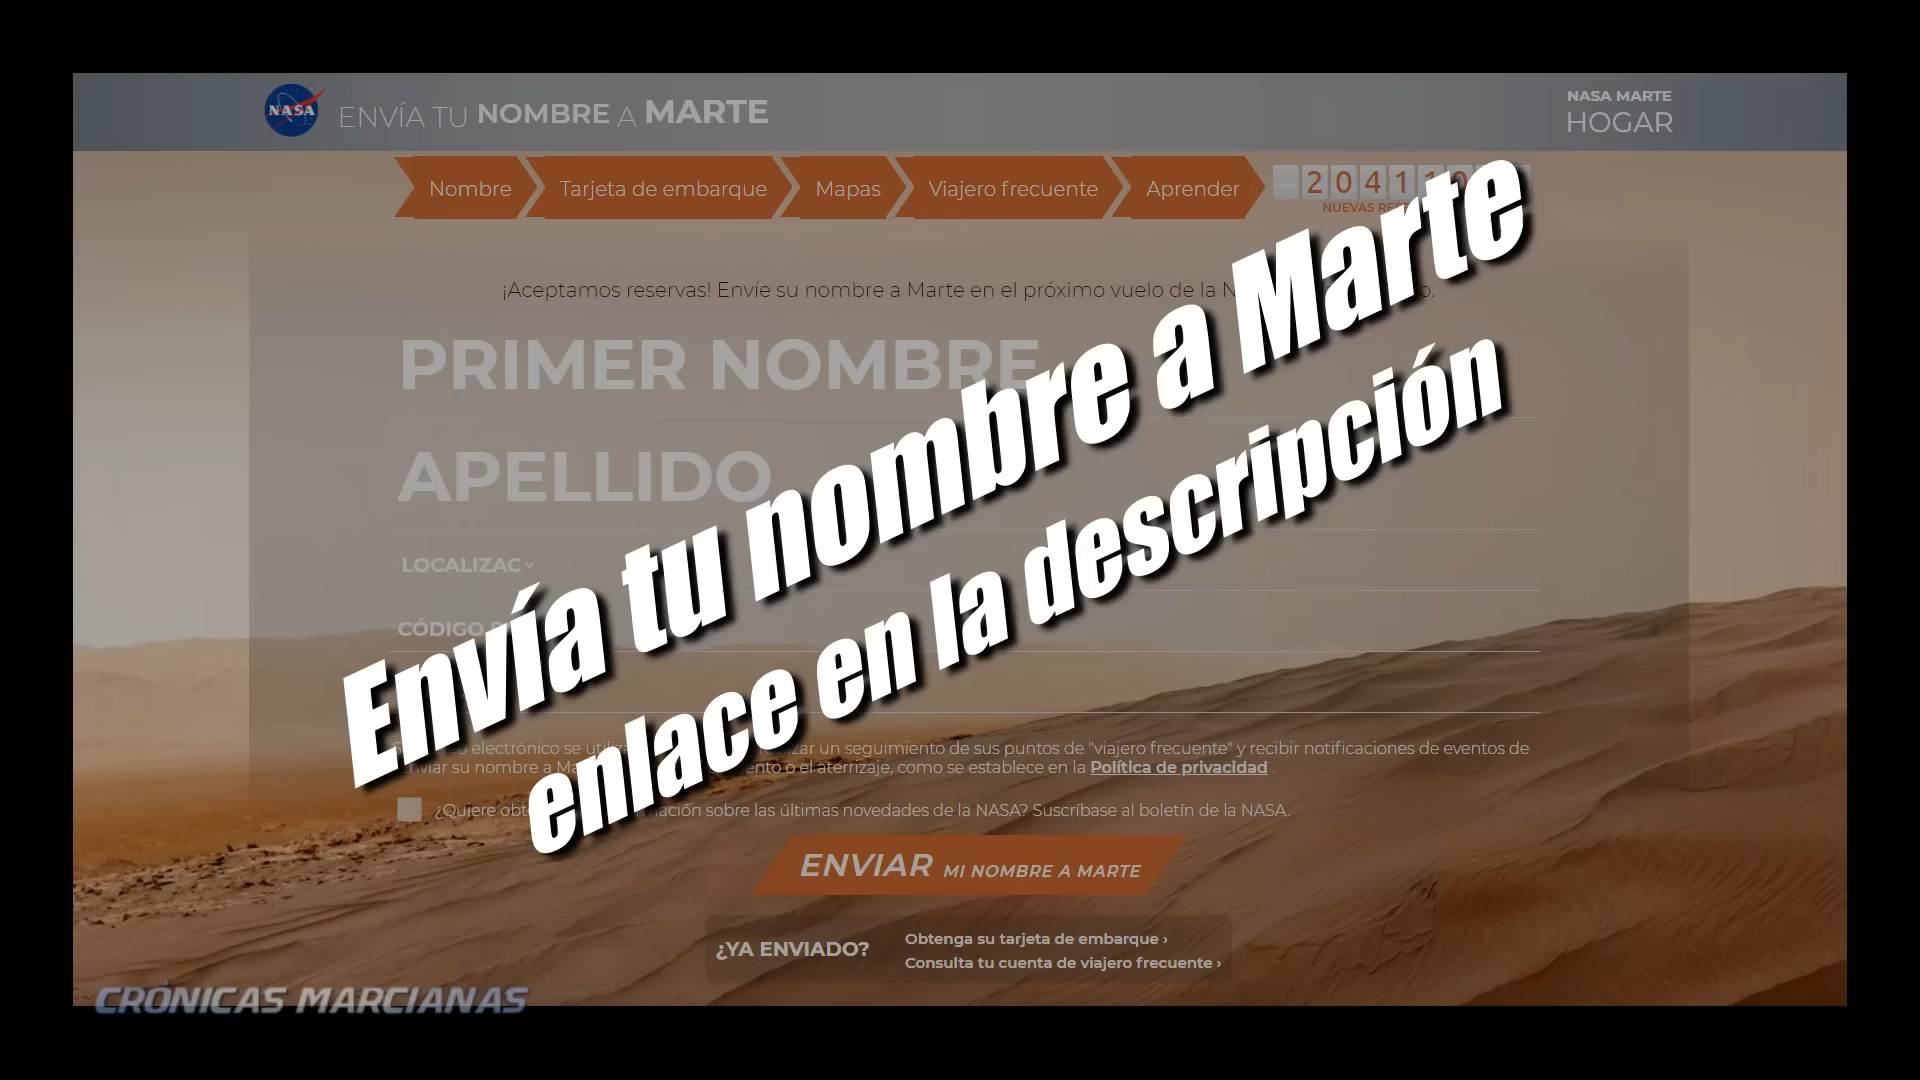 NASA
ENVÍA TU NOMBRE A MARTE
NASA MARTE
HOGAR
Nombre
Tarjeta de embarque
Mapas
Viajero frecuente
Aprender
20411
NUEVAS
¡Aceptamos reservas! Envíe su nombre a Marte en el próximo vuelo de la
PRIMER NOMBRE
APELLIDO
LOCALIZAC
CÓDIGO
Envía tu nombre a Marte
enlace en la descripción
electrónico se un seguimiento de sus puntos de "viajero frecuente" y recibir notificaciones de eventos de
su nombre a o el aterrizaje, como se establece en la Política de privacidad .
¿Quiere sobre las últimas novedades de la NASA? Suscríbase al boletín de la NASA.
ENVIAR MI NOMBRE A MARTE
¿YA ENVIADO?
Obtenga su tarjeta de embarque ›
Consulta tu cuenta de viajero frecuente ›
CRÓNICAS MARCIANAS